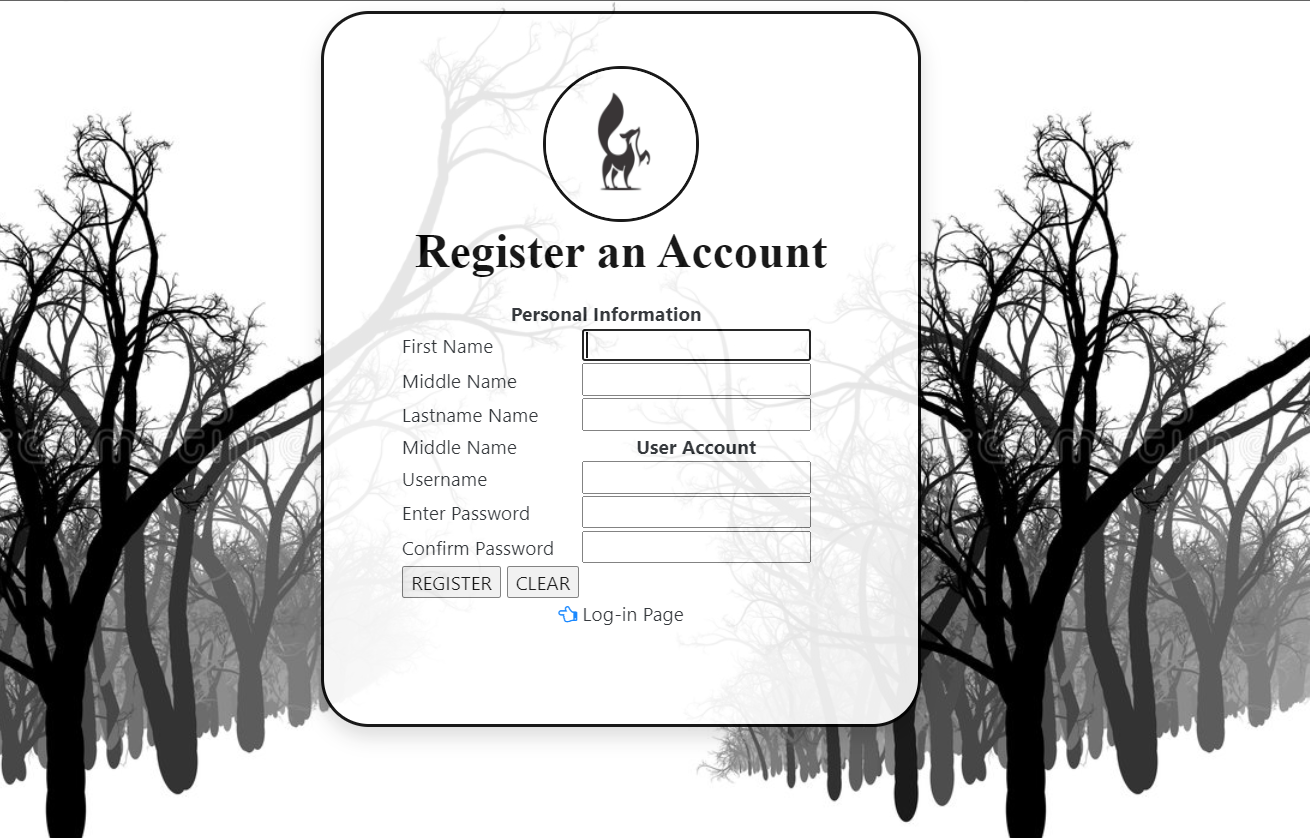 Register an Account
Personal Information
First Name
Middle Name
Lastname Name
Middle Name User Account
Username
Enter Password
Confirm Password
REGISTER CLEAR
Log-in Page